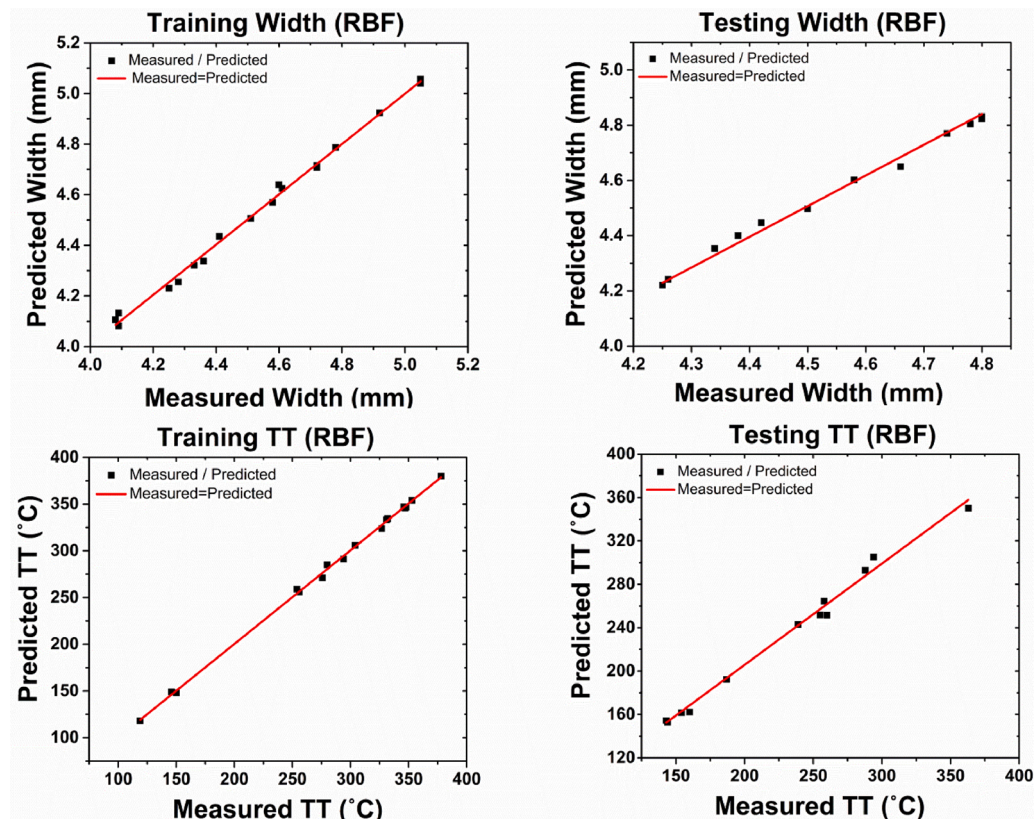 Training Width (RBF)
5.2
5.0
4.8
4.6
4.4
4.2
4.0
Measured / Predicted
Measured=Predicted
Predicted Width (mm)
4.0 4.2 4.4 4.6 4.8 5.0 5.2
Measured Width (mm)
Testing Width (RBF)
5.0
4.8
4.6
4.4
4.2
4.0
Measured / Predicted
Measured=Predicted
Predicted Width (mm)
4.2 4.3 4.4 4.5 4.6 4.7 4.8
Measured Width (mm)
Training TT (RBF)
400
350
300
250
200
150
100
Measured / Predicted
Measured=Predicted
Predicted TT (˚C)
100 150 200 250 300 350 400
Measured TT (˚C)
Testing TT (RBF)
400
360
320
280
240
200
160
120
Measured / Predicted
Measured=Predicted
Predicted TT (˚C)
150 200 250 300 350 400
Measured TT (˚C)